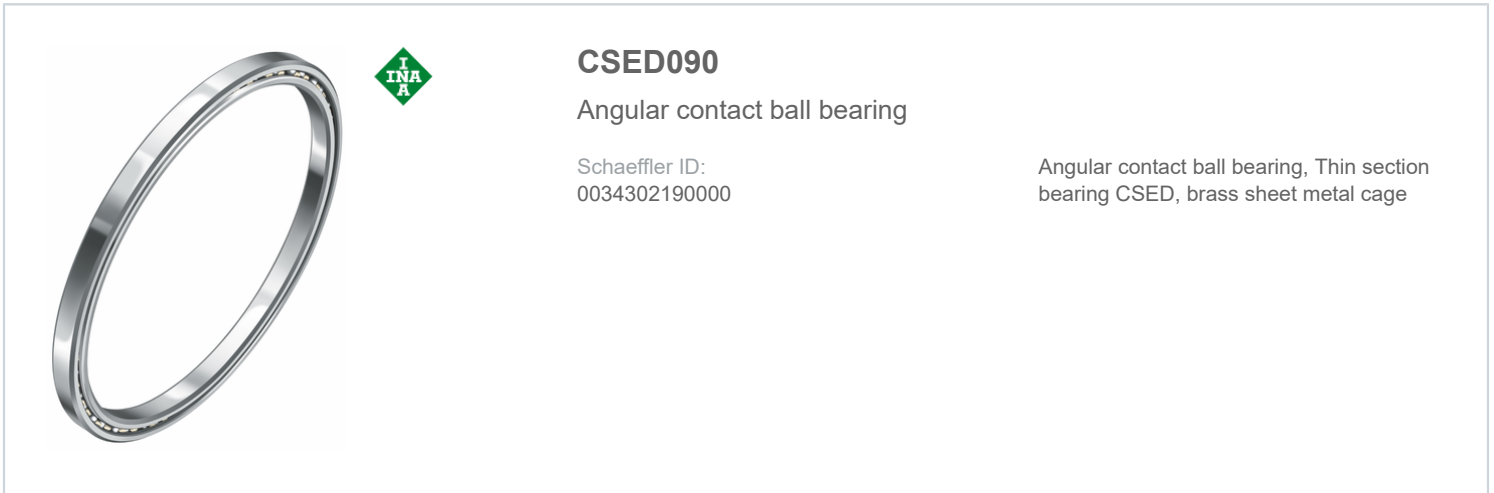 I
INA
A
CSED090
Angular contact ball bearing
Schaeffler ID:
0034302190000
Angular contact ball bearing, Thin section
bearing CSED, brass sheet metal cage